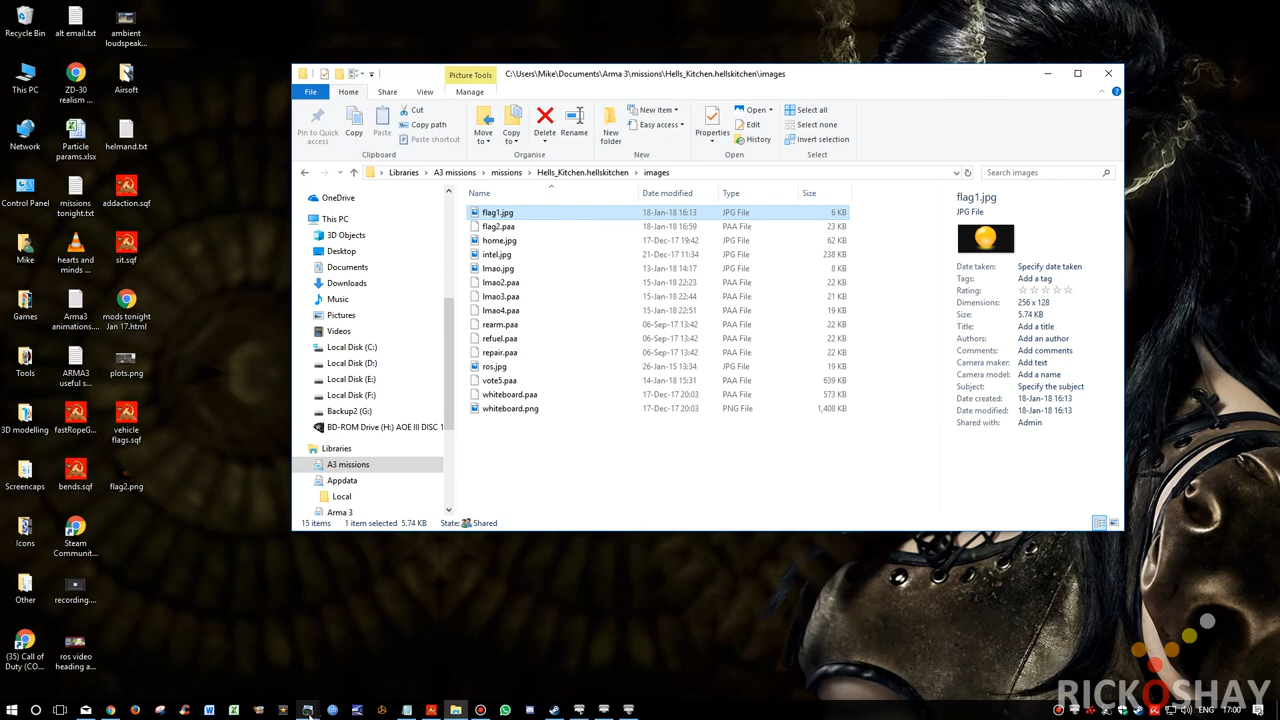 Recycle Bin
alt email.txt
ambient
loudspeak...
This PC
ZD-30
realism ...
Airsoft
Network
Particle
params.xlsx
helmand.txt
Control Panel
missions
tonight.txt
addaction.sqf
Mike
hearts and
minds ...
sit.sqf
Games
Arma3
animations....
mods tonight
Jan 17.html
Tools
ARMA3
useful s...
plots.png
3D modelling
fastRopeG...
vehicle
flags.sqf
Screencaps
bends.sqf
flag2.png
Icons
Steam
Communit...
Other
recording....
(35) Call of
Duty (CO...
ros video
heading a...
Picture Tools
C:\Users\Mike\Documents\Arma 3\missions\Hells_Kitchen.hellskitchen\images
File
Home
Share
View
Manage
Pin to Quick
access
Copy
Paste
Cut
Copy path
Paste shortcut
Clipboard
Move
to
Copy
to
Delete
Rename
Organise
New
folder
New item
Easy access
New
Properties
Open
Edit
History
Open
Select all
Select none
Invert selection
Select
Libraries > A3 missions > missions > Hells_Kitchen.hellskitchen > images
Search images
OneDrive
This PC
3D Objects
Desktop
Documents
Downloads
Music
Pictures
Videos
Local Disk (C:)
Local Disk (D:)
Local Disk (E:)
Local Disk (F:)
Backup2 (G:)
BD-ROM Drive (H:) AOE III DISC 1
Libraries
A3 missions
Appdata
Local
Arma 3
Name Date modified Type Size
flag1.jpg 18-Jan-18 16:13 JPG File 6 KB
flag2.paa 18-Jan-18 16:59 PAA File 23 KB
home.jpg 17-Dec-17 19:42 JPG File 62 KB
intel.jpg 21-Dec-17 11:34 JPG File 238 KB
lmao.jpg 13-Jan-18 14:17 JPG File 8 KB
lmao2.paa 15-Jan-18 22:23 PAA File 22 KB
lmao3.paa 15-Jan-18 22:44 PAA File 21 KB
lmao4.paa 15-Jan-18 22:51 PAA File 19 KB
rearm.paa 06-Sep-17 13:42 PAA File 22 KB
refuel.paa 06-Sep-17 13:42 PAA File 22 KB
repair.paa 06-Sep-17 13:42 PAA File 22 KB
ros.jpg 26-Jan-15 13:34 JPG File 19 KB
vote5.paa 14-Jan-18 15:31 PAA File 639 KB
whiteboard.paa 17-Dec-17 20:03 PAA File 573 KB
whiteboard.png 17-Dec-17 20:03 PNG File 1,408 KB
flag1.jpg
JPG File
Date taken: Specify date taken
Tags: Add a tag
Rating:
Dimensions: 256 x 128
Size: 5.74 KB
Title: Add a title
Authors: Add an author
Comments: Add comments
Camera maker: Add text
Camera model: Add a name
Subject: Specify the subject
Date created: 18-Jan-18 16:13
Date modified: 18-Jan-18 16:13
Shared with: Admin
15 items 1 item selected 5.74 KB State: Shared
RICKOSHAY
ENG 17:00